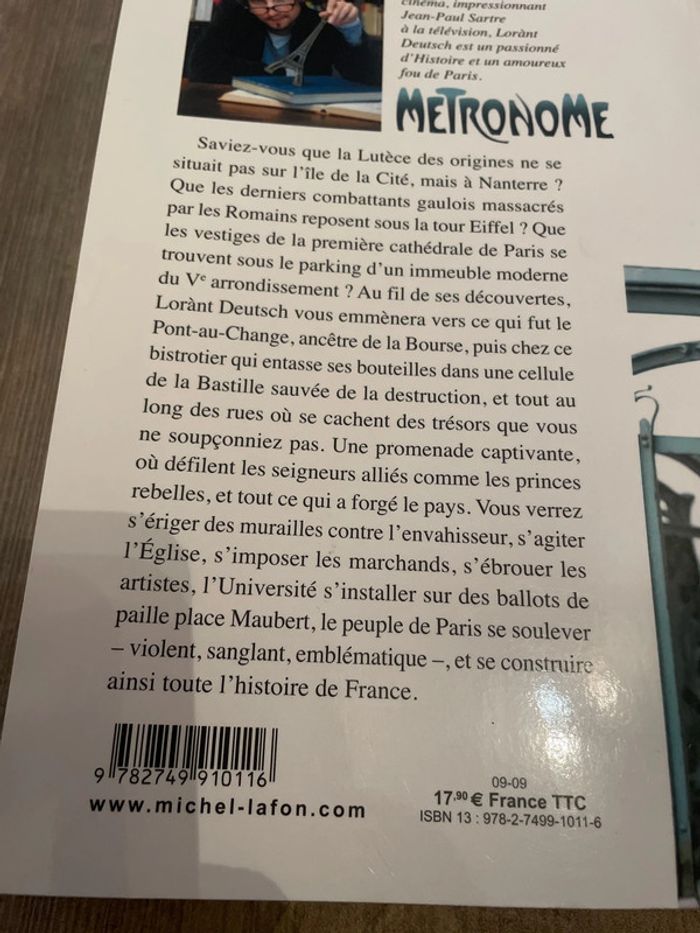 cinéma, impressionnant
Jean-Paul Sartre
à la télévision, Lorànt
Deutsch est un passionné
d'Histoire et un amoureux
fou de Paris.
METRONOME
Saviez-vous que la Lutèce des origines ne se
situait pas sur l'île de la Cité, mais à Nanterre ?
Que les derniers combattants gaulois massacrés
par les Romains reposent sous la tour Eiffel ? Que
les vestiges de la première cathédrale de Paris se
trouvent sous le parking d'un immeuble moderne
du Ve arrondissement ? Au fil de ses découvertes,
Lorànt Deutsch vous emmènera vers ce qui fut le
Pont-au-Change, ancêtre de la Bourse, puis chez ce
bistrotier qui entasse ses bouteilles dans une cellule
de la Bastille sauvée de la destruction, et tout au
long des rues où se cachent des trésors que vous
ne soupçonniez pas. Une promenade captivante,
où défilent les seigneurs alliés comme les princes
rebelles, et tout ce qui a forgé le pays. Vous verrez
s'ériger des murailles contre l'envahisseur, s'agiter
l'Église, s'imposer les marchands, s'ébrouer les
artistes, l'Université s'installer sur des ballots de
paille place Maubert, le peuple de Paris se soulever
– violent, sanglant, emblématique –, et se construire
ainsi toute l'histoire de France.
9 782749 910116
www.michel-lafon.com
09-09
17,90 € France TTC
ISBN 13 : 978-2-7499-1011-6